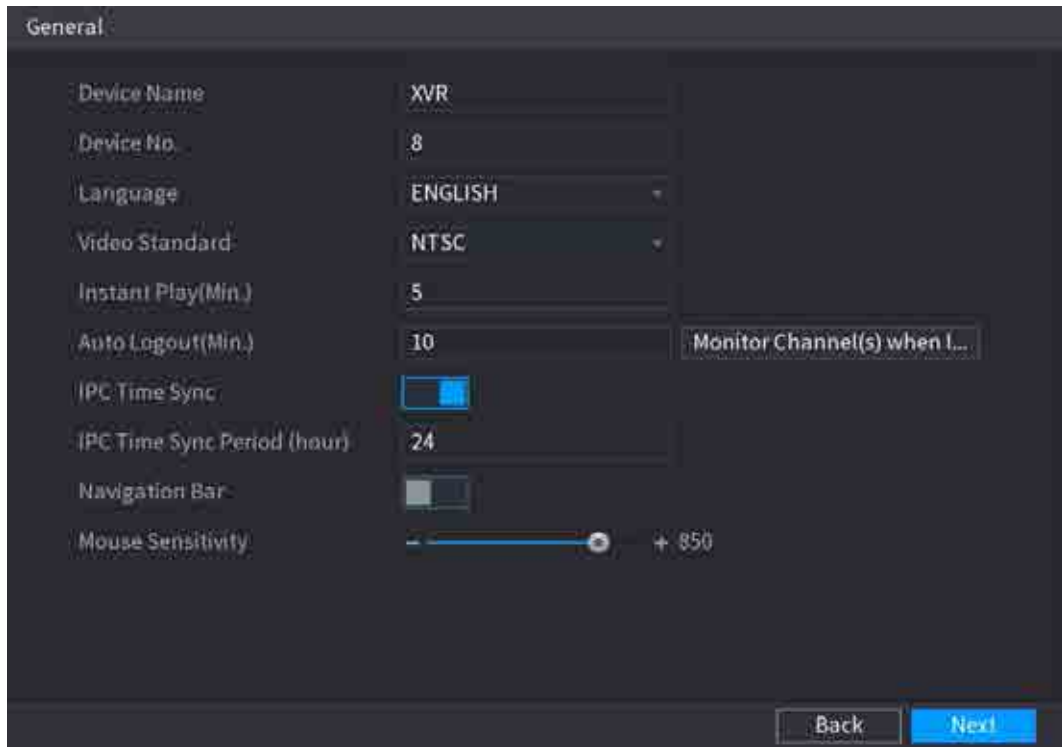 General
Device Name XVR
Device No. 8
Language ENGLISH
Video Standard NTSC
Instant Play(Min.) 5
Auto Logout(Min.) 10 Monitor Channel(s) when l...
IPC Time Sync
IPC Time Sync Period (hour) 24
Navigation Bar
Mouse Sensitivity - + 850
Back Next